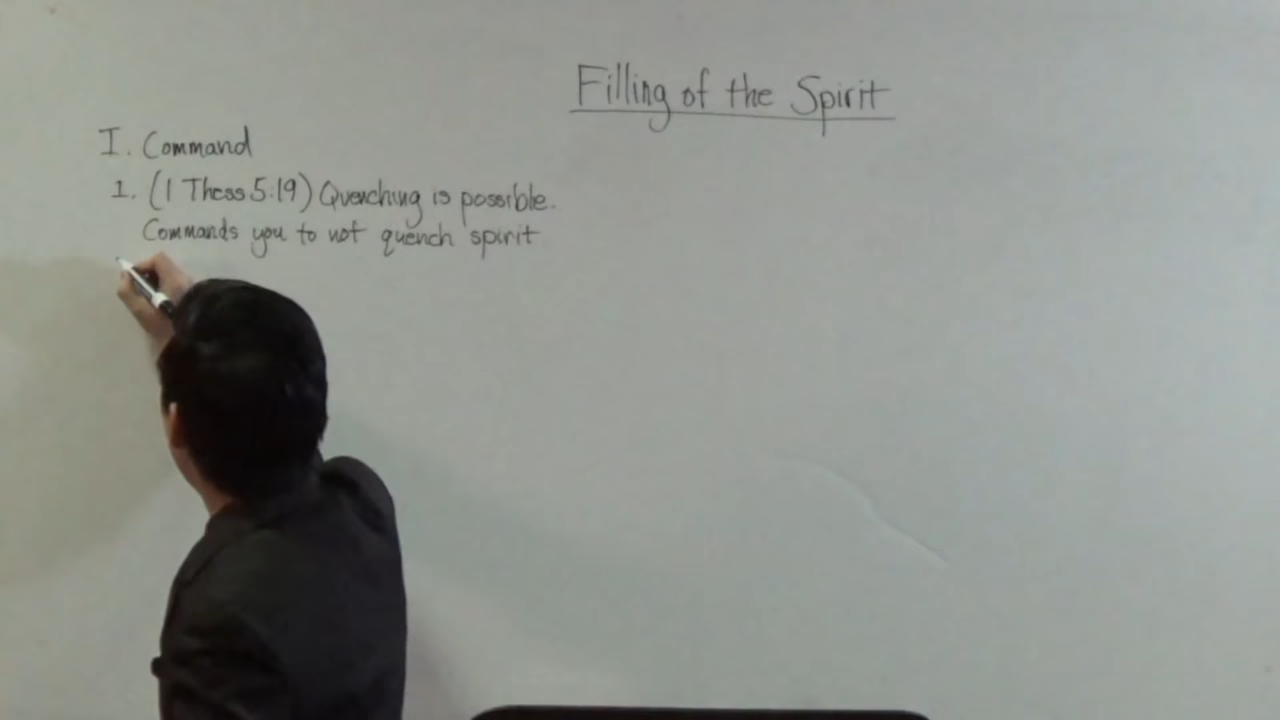 Filling of the Spirit
I. Command
1. (1 Thess 5:19) Quenching is possible.
Commands you to not quench spirit